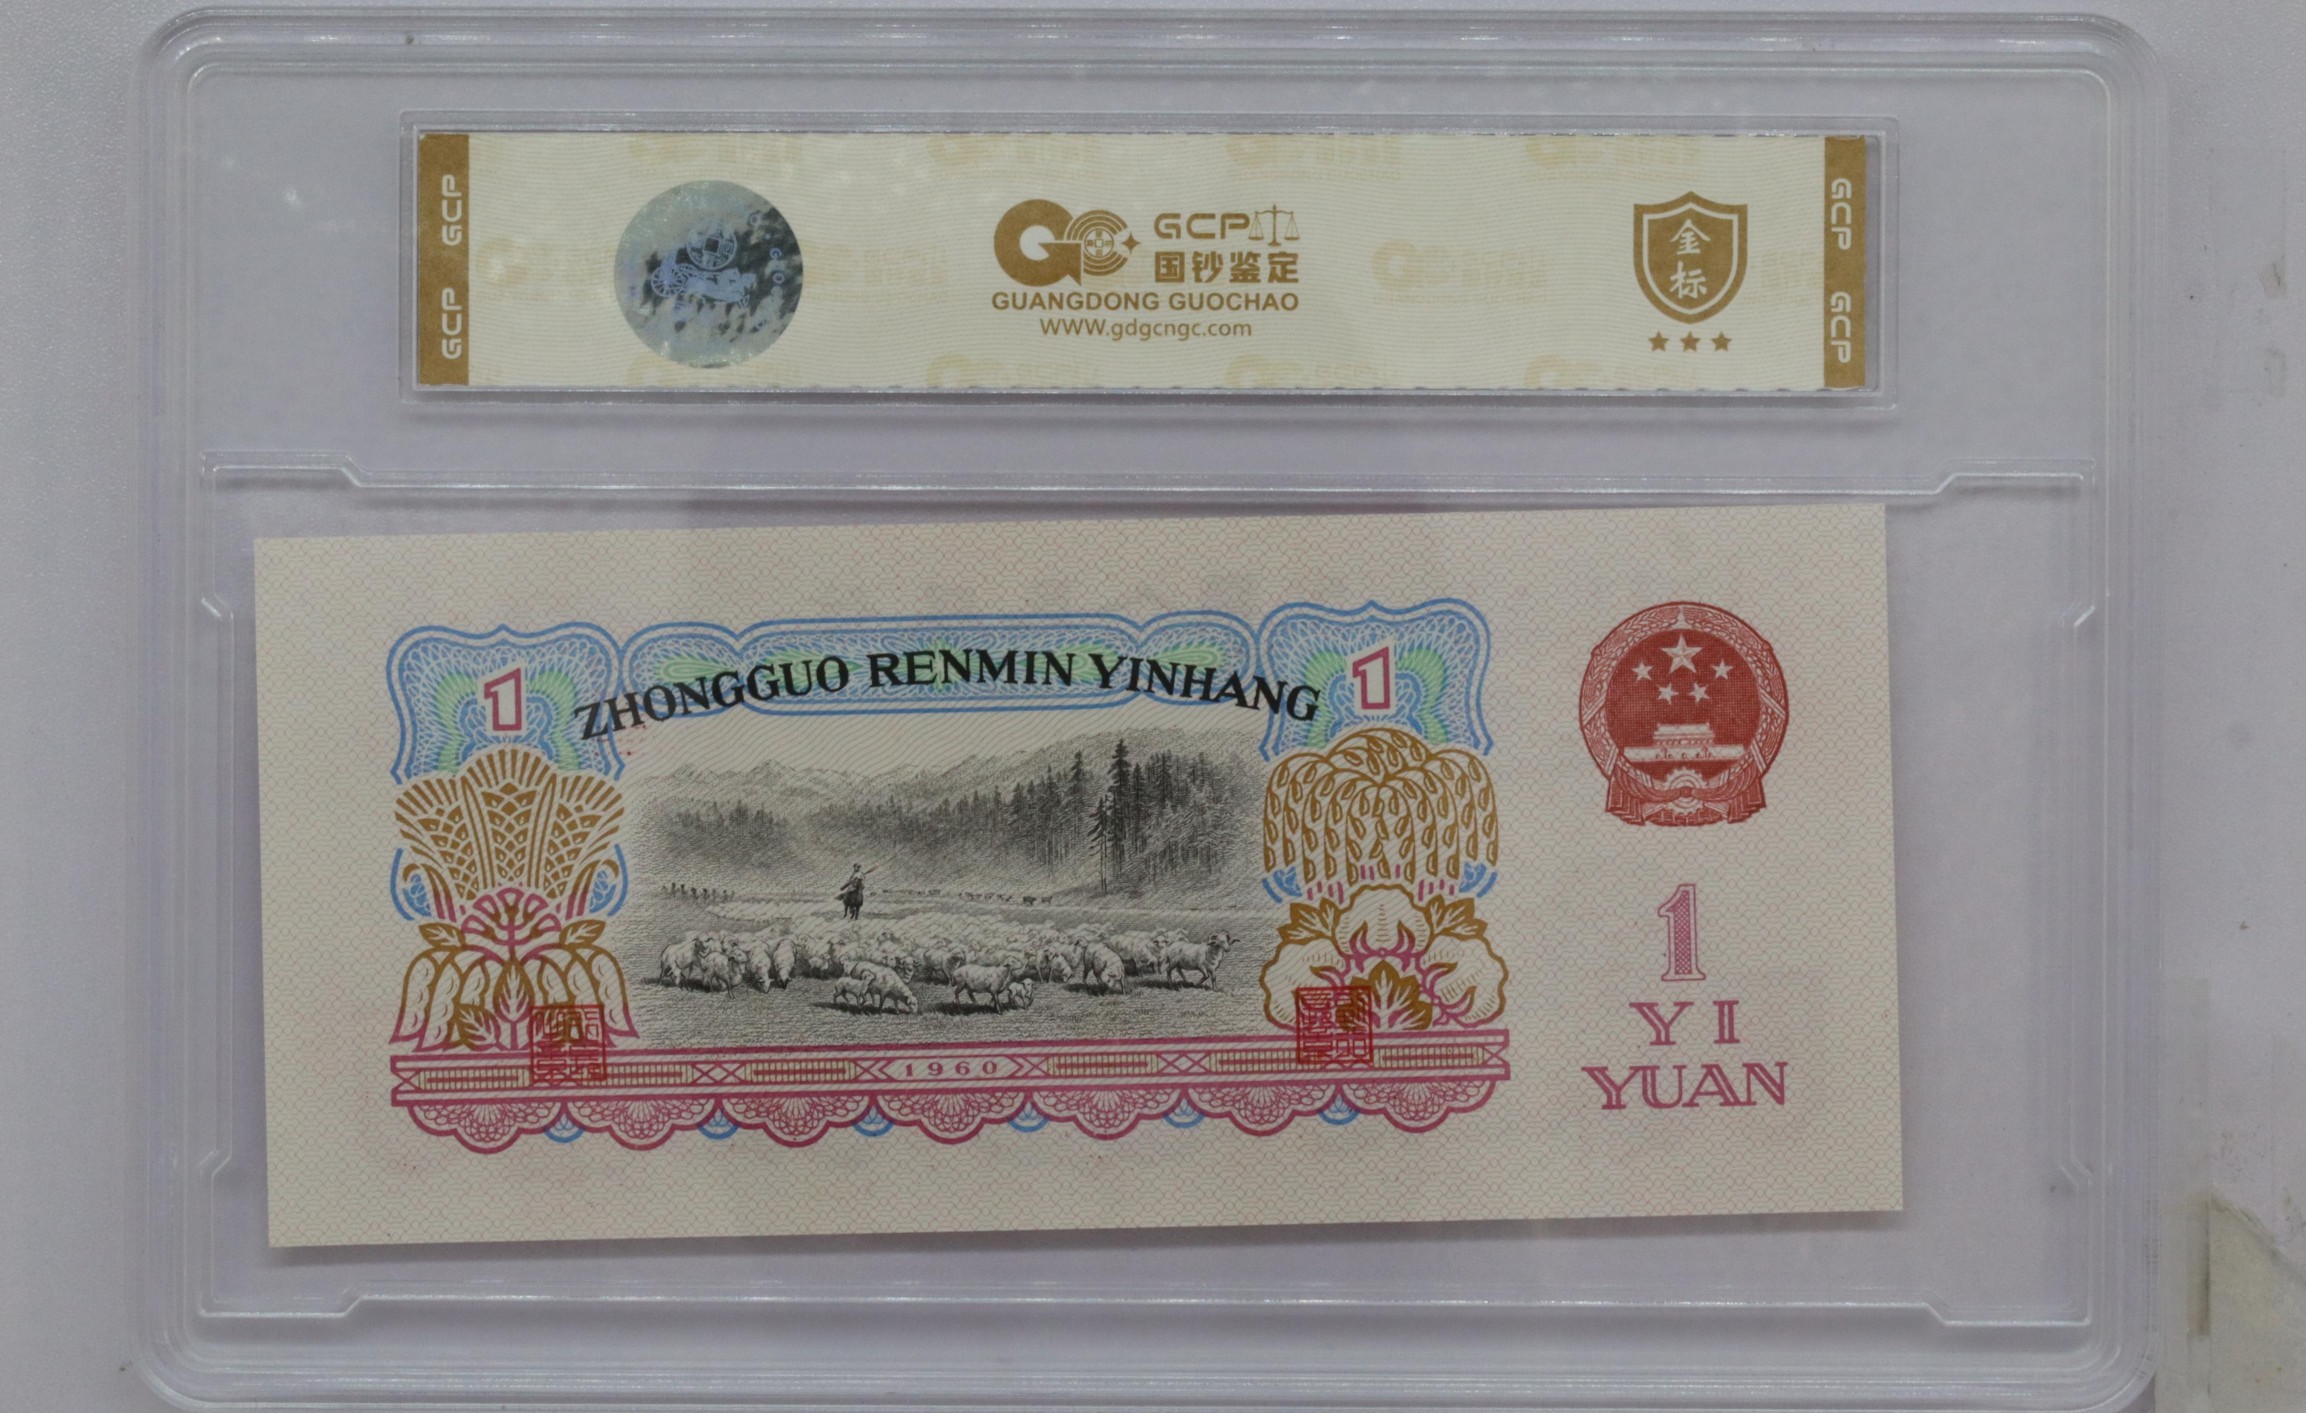 GCP GCP
GCP
国钞鉴定
GUANGDONG GUOCHAO
WWW.gdgcngc.com
金
标
GCP GCP
ZHONGGUO RENMIN YINHANG
1
1
1960
1
YI
YUAN